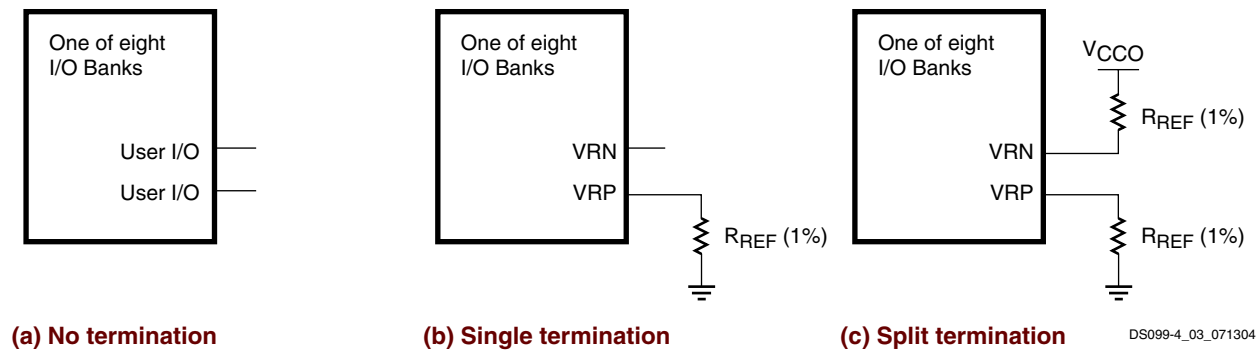 One of eight
I/O Banks
User I/O
User I/O
(a) No termination
One of eight
I/O Banks
VRN
VRP
RREF (1%)
(b) Single termination
One of eight
I/O Banks
VCCO
RREF (1%)
VRN
VRP
RREF (1%)
(c) Split termination
DS099-4_03_071304